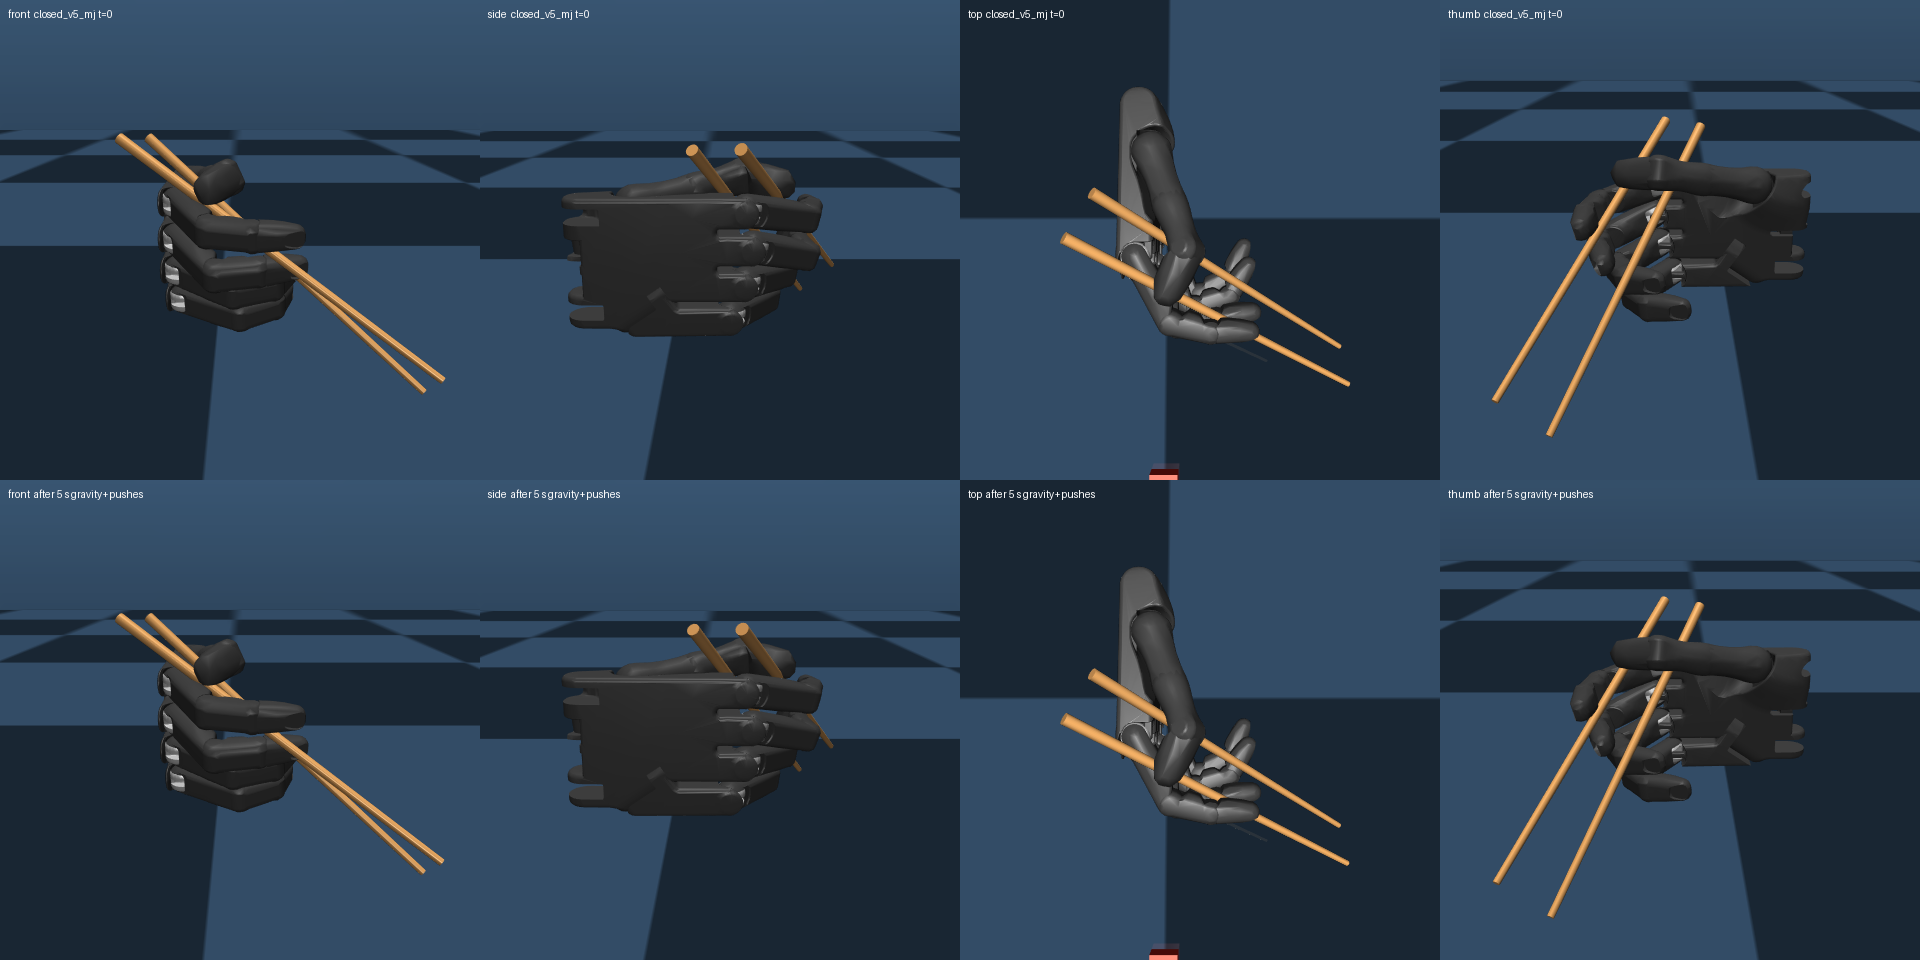 front closed_v5_mj t=0
side closed_v5_mj t=0
top closed_v5_mj t=0
thumb closed_v5_mj t=0
front after 5 s gravity+pushes
side after 5 s gravity+pushes
top after 5 s gravity+pushes
thumb after 5 s gravity+pushes